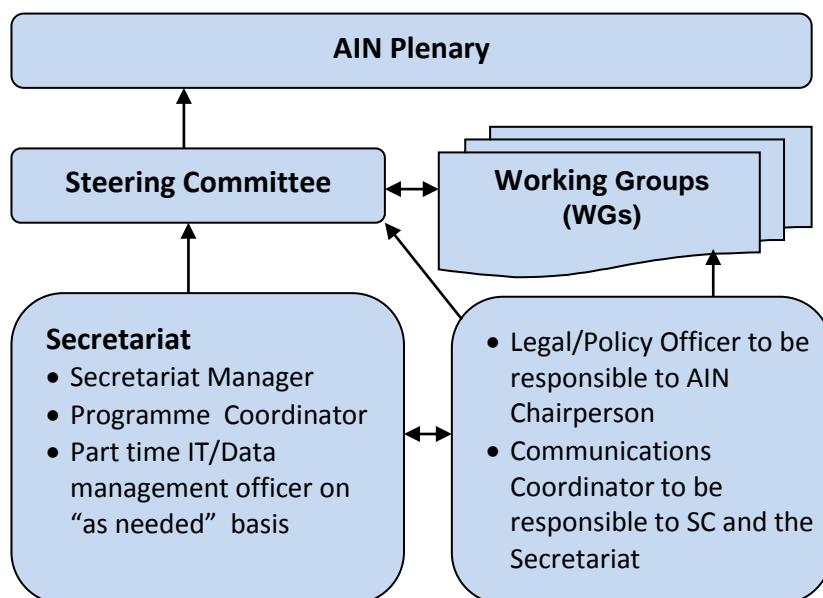 AIN Plenary
Steering Committee
Working Groups
(WGs)
Secretariat
• Secretariat Manager
• Programme Coordinator
• Part time IT/Data
management officer on
“as needed” basis
• Legal/Policy Officer to be
responsible to AIN
Chairperson
• Communications
Coordinator to be
responsible to SC and the
Secretariat